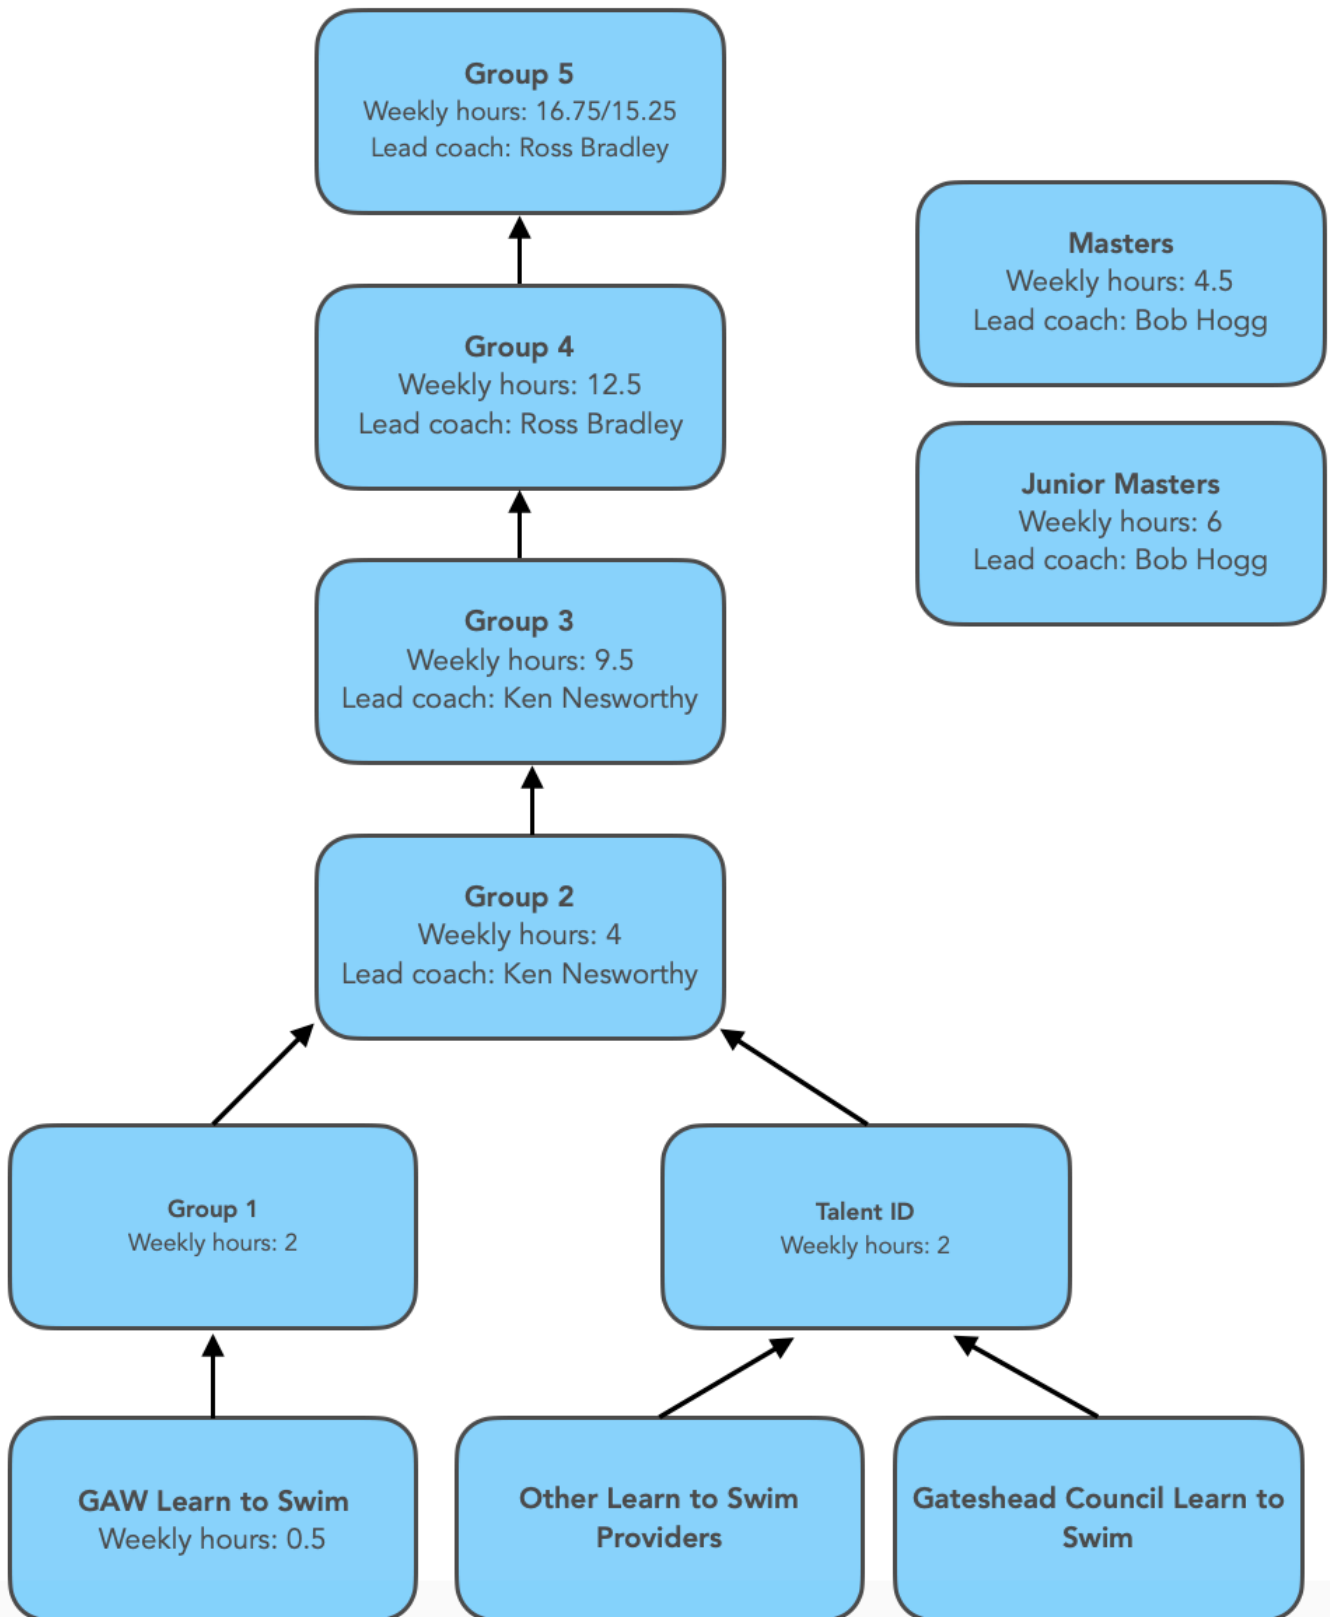 Group 5
Weekly hours: 16.75/15.25
Lead coach: Ross Bradley
Masters
Weekly hours: 4.5
Lead coach: Bob Hogg
Group 4
Weekly hours: 12.5
Lead coach: Ross Bradley
Junior Masters
Weekly hours: 6
Lead coach: Bob Hogg
Group 3
Weekly hours: 9.5
Lead coach: Ken Nesworthy
Group 2
Weekly hours: 4
Lead coach: Ken Nesworthy
Group 1
Weekly hours: 2
Talent ID
Weekly hours: 2
GAW Learn to Swim
Weekly hours: 0.5
Other Learn to Swim
Providers
Gateshead Council Learn to
Swim